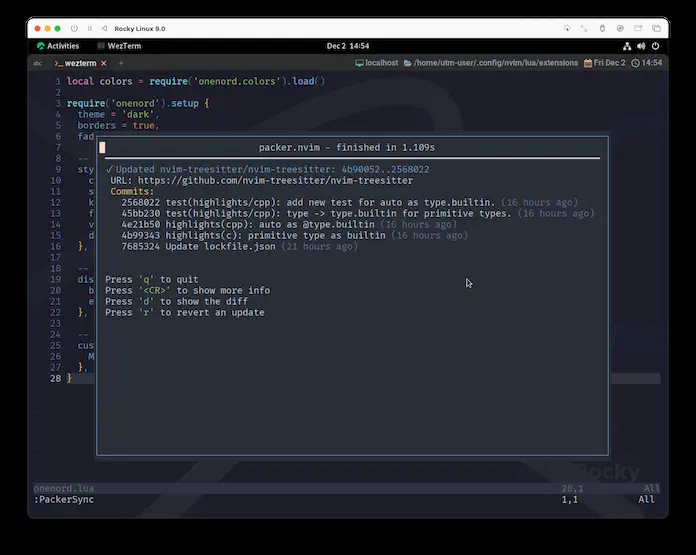 Rocky Linux 9.0
Activities WezTerm Dec 2 14:54
wezterm × + localhost /home/utm-user/.config/nvim/lua/extensions Fri Dec 2 14:54
1 local colors = require('onenord.colors').load()
2
3 require('onenord').setup {
4 theme = 'dark',
5 borders = true,
6 fad
7 packer.nvim - finished in 1.109s
8 --
9 sty ✓ Updated nvim-treesitter/nvim-treesitter: 4b90052..2568022
10 c URL: https://github.com/nvim-treesitter/nvim-treesitter
11 s Commits:
12 k 2568022 test(highlights/cpp): add new test for auto as type.builtin. (16 hours ago)
13 f 45bb230 test(highlights/cpp): type -> type.builtin for primitive types. (16 hours ago)
14 v 4e21b50 highlights(cpp): auto as @type.builtin (16 hours ago)
15 d 4b99343 highlights(c): primitive type as builtin (16 hours ago)
16 }, 7685324 Update lockfile.json (21 hours ago)
17
18 --
19 dis Press 'q' to quit
20 b Press '<CR>' to show more info
21 e Press 'd' to show the diff
22 }, Press 'r' to revert an update
23
24 --
25 cus
26 M
27 },
28 }
Rocky
onenord.lua 28,1 All
:PackerSync 1,1 All